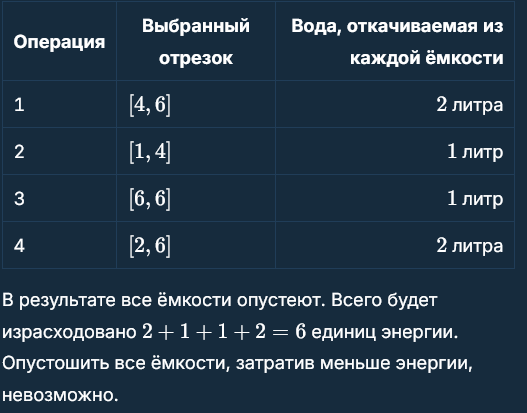 Операция Выбранный отрезок Вода, откачиваемая из каждой ёмкости
1 [4, 6] 2 литра
2 [1, 4] 1 литр
3 [6, 6] 1 литр
4 [2, 6] 2 литра
В результате все ёмкости опустеют. Всего будет
израсходовано 2 + 1 + 1 + 2 = 6 единиц энергии.
Опустошить все ёмкости, затратив меньше энергии,
невозможно.